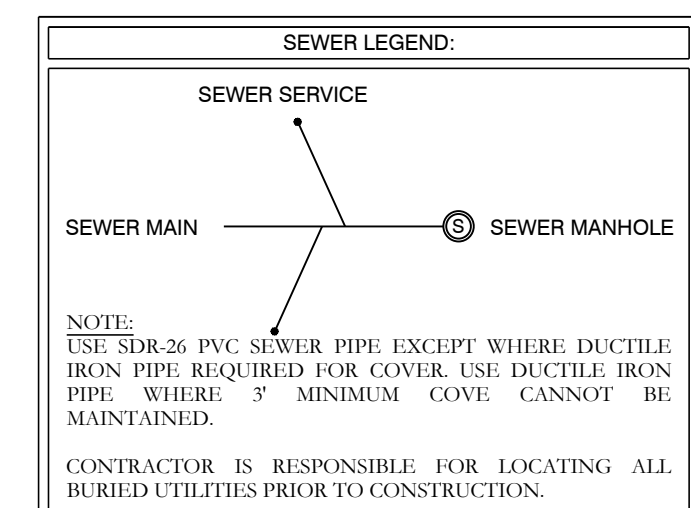 SEWER LEGEND:
SEWER SERVICE
SEWER MAIN
S
SEWER MANHOLE
NOTE:
USE SDR-26 PVC SEWER PIPE EXCEPT WHERE DUCTILE
IRON PIPE REQUIRED FOR COVER. USE DUCTILE IRON
PIPE WHERE 3' MINIMUM COVE CANNOT BE
MAINTAINED.
CONTRACTOR IS RESPONSIBLE FOR LOCATING ALL
BURIED UTILITIES PRIOR TO CONSTRUCTION.